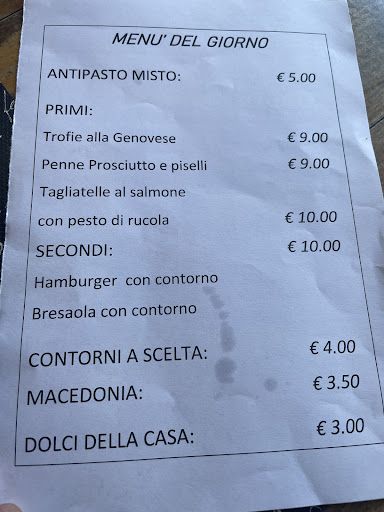 MENU' DEL GIORNO
ANTIPASTO MISTO: € 5.00
PRIMI:
Trofie alla Genovese € 9.00
Penne Prosciutto e piselli € 9.00
Tagliatelle al salmone
con pesto di rucola € 10.00
SECONDI: € 10.00
Hamburger con contorno
Bresaola con contorno
CONTORNI A SCELTA: € 4.00
MACEDONIA: € 3.50
DOLCI DELLA CASA: € 3.00